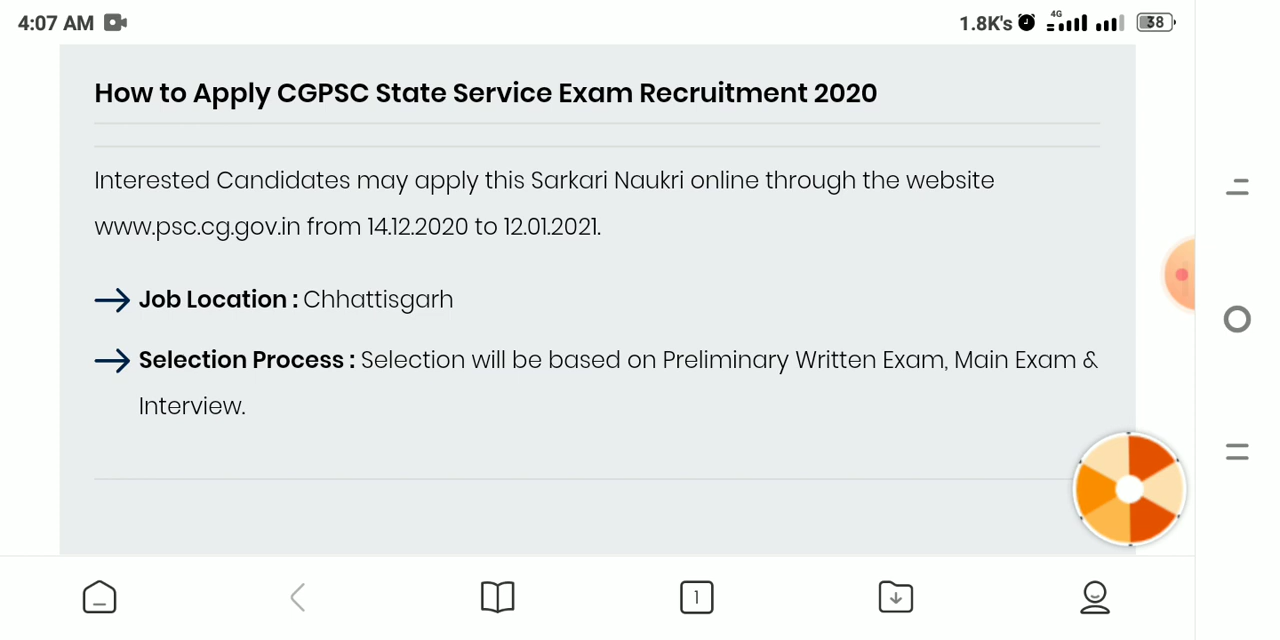 4:07 AM
1.8K's
4G
38
How to Apply CGPSC State Service Exam Recruitment 2020
Interested Candidates may apply this Sarkari Naukri online through the website
www.psc.cg.gov.in from 14.12.2020 to 12.01.2021.
Job Location : Chhattisgarh
Selection Process : Selection will be based on Preliminary Written Exam, Main Exam &
Interview.
1